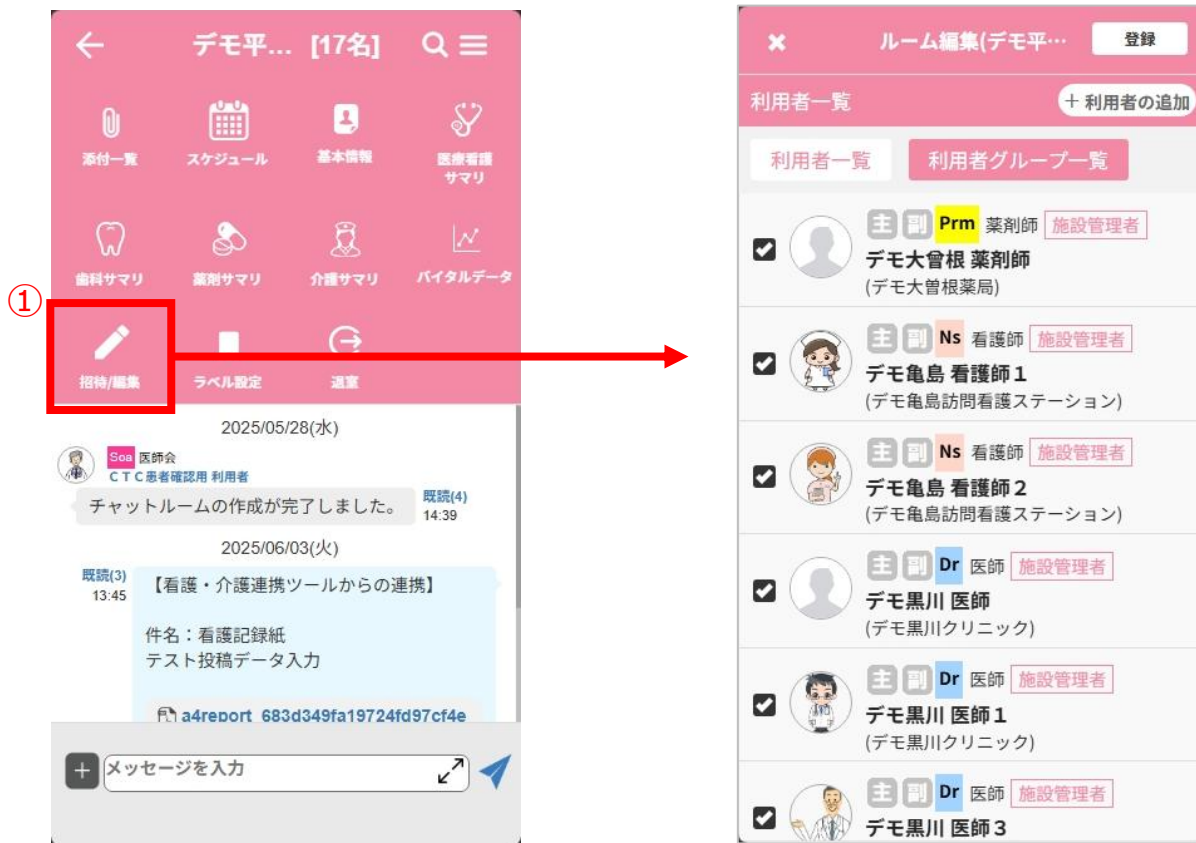 デモ平... [17名]
添付一覧
スケジュール
基本情報
医療看護
サマリ
歯科サマリ
薬剤サマリ
介護サマリ
バイタルデータ
①
招待/編集
ラベル設定
退室
2025/05/28(水)
Soa 医師会
CTC患者確認用 利用者
チャットルームの作成が完了しました。
既読(4)
14:39
2025/06/03(火)
既読(3)
13:45
【看護・介護連携ツールからの連携】
件名：看護記録紙
テスト投稿データ入力
a4report_683d349fa19724fd97cf4e
メッセージを入力
ルーム編集(デモ平…
登録
利用者一覧
＋利用者の追加
利用者一覧
利用者グループ一覧
主 副 Prm 薬剤師 施設管理者
デモ大曾根 薬剤師
(デモ大曽根薬局)
主 副 Ns 看護師 施設管理者
デモ亀島 看護師１
(デモ亀島訪問看護ステーション)
主 副 Ns 看護師 施設管理者
デモ亀島 看護師２
(デモ亀島訪問看護ステーション)
主 副 Dr 医師 施設管理者
デモ黒川 医師
(デモ黒川クリニック)
主 副 Dr 医師 施設管理者
デモ黒川 医師１
(デモ黒川クリニック)
主 副 Dr 医師 施設管理者
デモ黒川 医師３